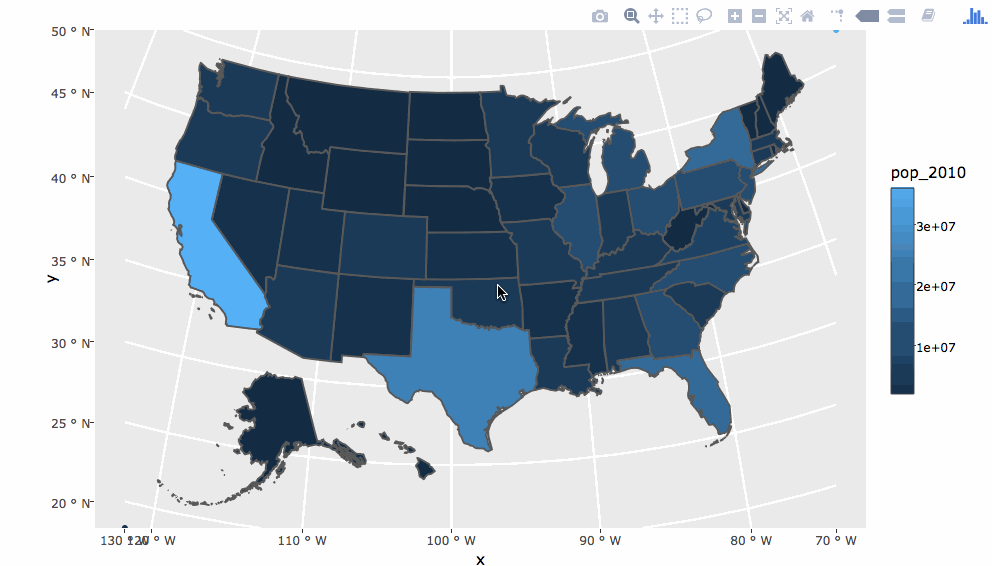 50 ° N
45 ° N
40 ° N
35 ° N
30 ° N
25 ° N
20 ° N
y
130 ° W
120 ° W
110 ° W
100 ° W
90 ° W
80 ° W
70 ° W
x
pop_2010
3e+07
2e+07
1e+07